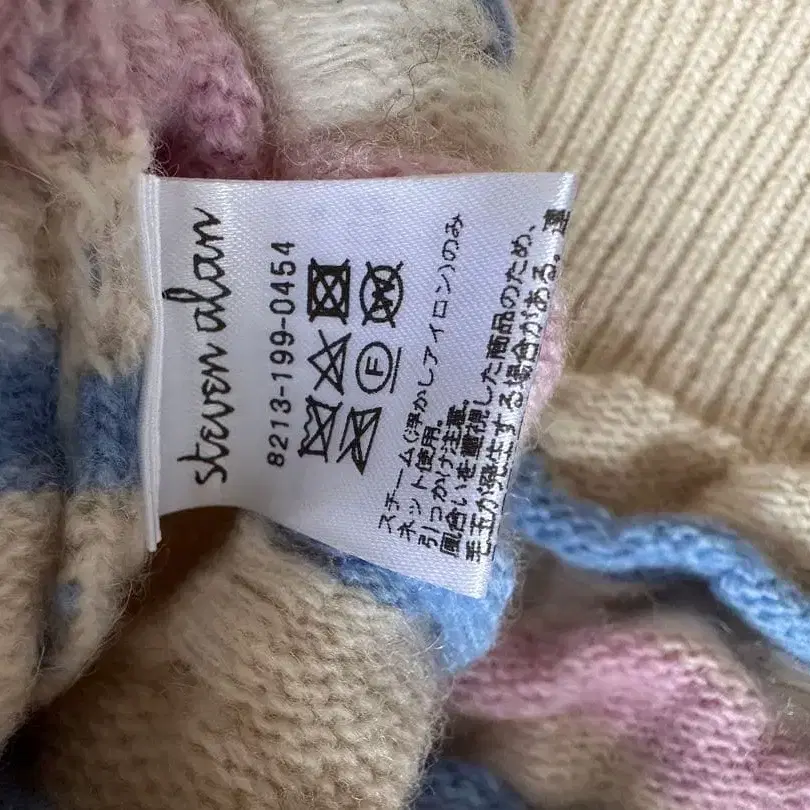 steven alan
8213-199-0454
W
F
スチーム(浮かしアイロン)のみ
ネット使用。
引っかけ注意。
風合いを重視した商品のため、
毛玉が発生する場合がある。理